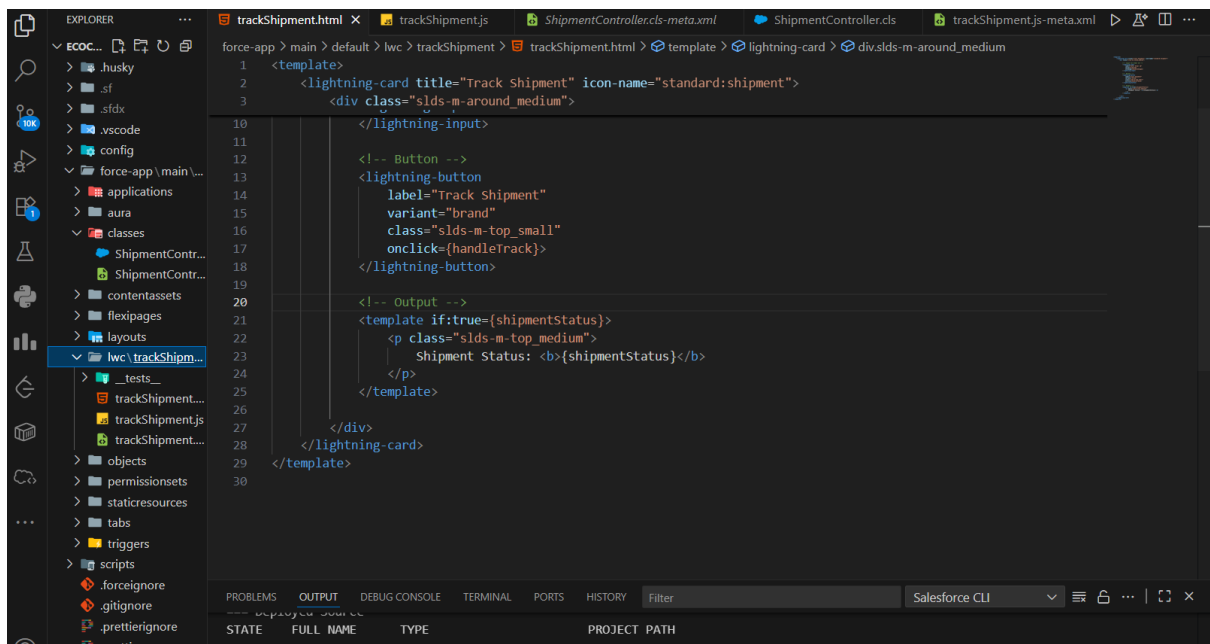 EXPLORER ...
trackShipment.html
trackShipment.js
ShipmentController.cls-meta.xml
ShipmentController.cls
trackShipment.js-meta.xml
ECOC...
force-app > main > default > lwc > trackShipment > trackShipment.html > template > lightning-card > div.slds-m-around_medium
.husky
.sf
.sfdx
.vscode
config
force-app\main\...
applications
aura
classes
ShipmentContr...
ShipmentContr...
contentassets
flexipages
layouts
lwc\trackShipm...
__tests__
trackShipment....
trackShipment.js
trackShipment....
objects
permissionsets
staticresources
tabs
triggers
scripts
.forceignore
.gitignore
.prettierignore
10K
1
1 <template>
2 <lightning-card title="Track Shipment" icon-name="standard:shipment">
3 <div class="slds-m-around_medium">
10 </lightning-input>
11
12 <!-- Button -->
13 <lightning-button
14 label="Track Shipment"
15 variant="brand"
16 class="slds-m-top_small"
17 onclick={handleTrack}>
18 </lightning-button>
19
20 <!-- Output -->
21 <template if:true={shipmentStatus}>
22 <p class="slds-m-top_medium">
23 Shipment Status: <b>{shipmentStatus}</b>
24 </p>
25 </template>
26
27 </div>
28 </lightning-card>
29 </template>
30
PROBLEMS OUTPUT DEBUG CONSOLE TERMINAL PORTS HISTORY Filter Salesforce CLI
=== Deployed Source
STATE FULL NAME TYPE PROJECT PATH